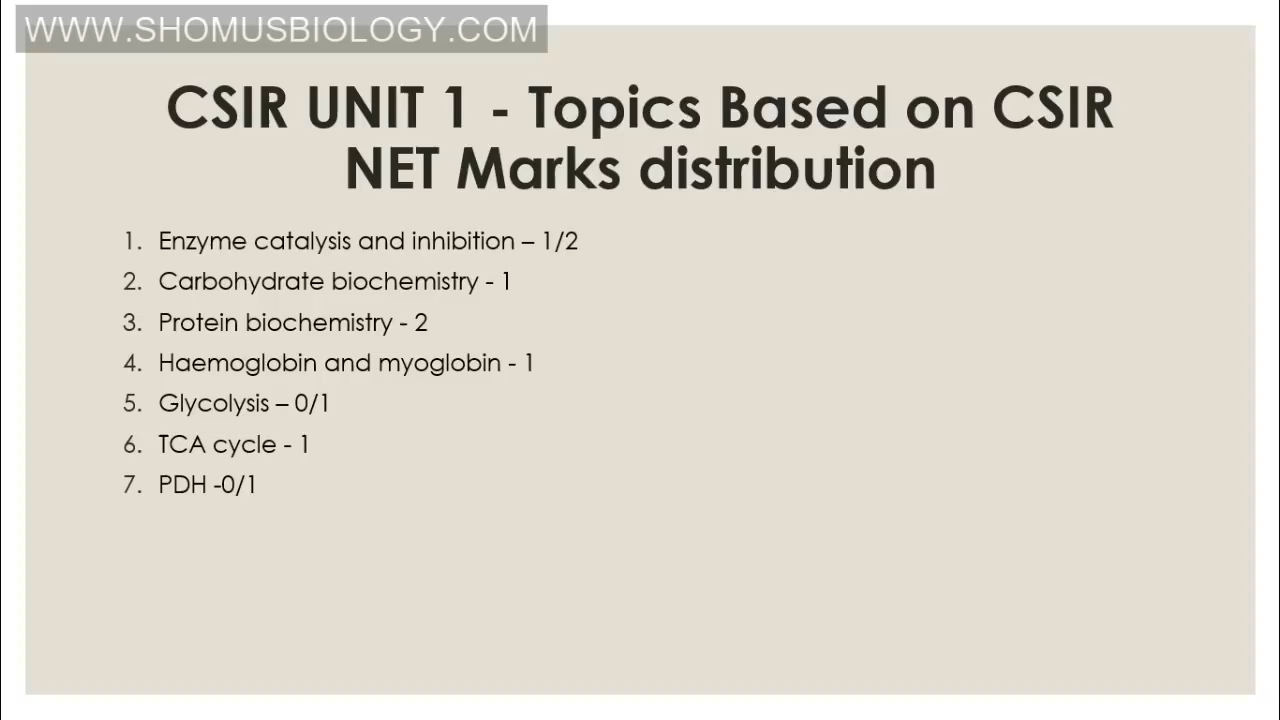 WWW.SHOMUSBIOLOGY.COM
CSIR UNIT 1 - Topics Based on CSIR
NET Marks distribution
1. Enzyme catalysis and inhibition – 1/2
2. Carbohydrate biochemistry - 1
3. Protein biochemistry - 2
4. Haemoglobin and myoglobin - 1
5. Glycolysis – 0/1
6. TCA cycle - 1
7. PDH -0/1